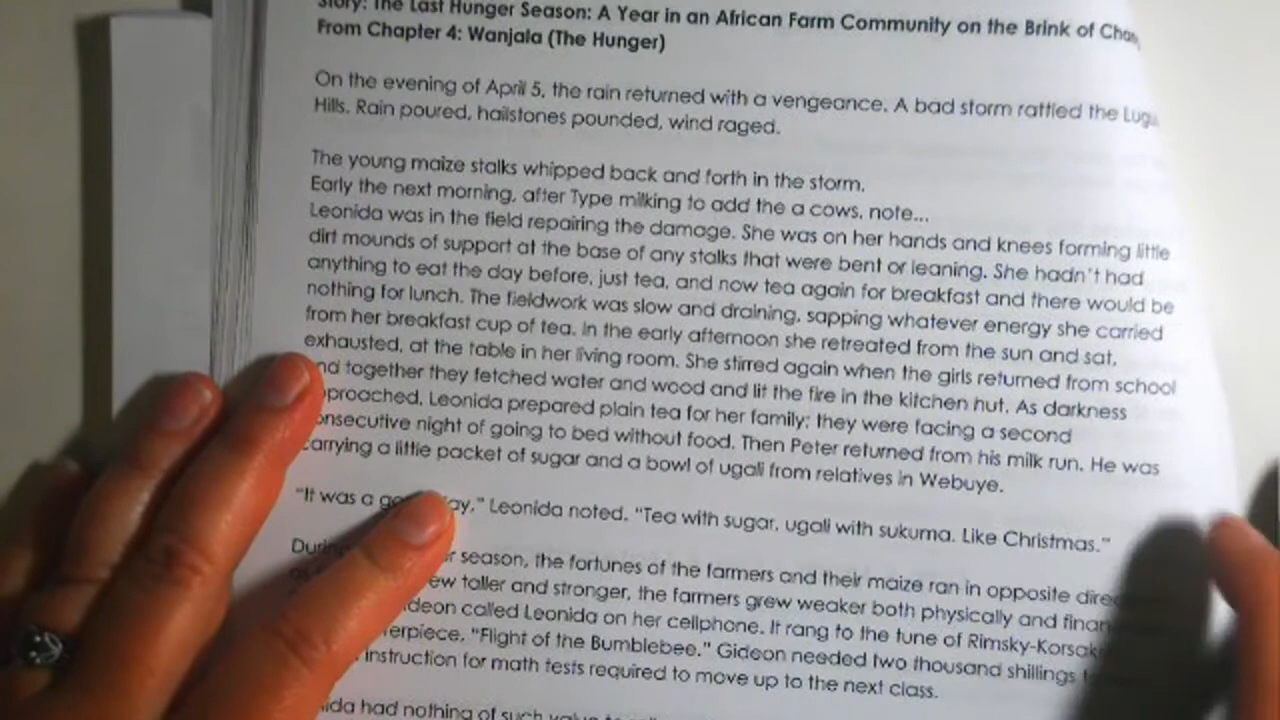 Story: The Last Hunger Season: A Year in an African Farm Community on the Brink of
From Chapter 4: Wanjala (The Hunger)
On the evening of April 5, the rain returned with a vengeance. A bad storm rattled the
Hills. Rain poured, hailstones pounded, wind raged.
The young maize stalks whipped back and forth in the storm.
Early the next morning, after Type milking to add the a cows, note...
Leonida was in the field repairing the damage. She was on her hands and knees forming little
dirt mounds of support at the base of any stalks that were bent or leaning. She hadn't had
anything to eat the day before, just tea, and now tea again for breakfast and there would be
nothing for lunch. The fieldwork was slow and draining, sapping whatever energy she carried
from her breakfast cup of tea. In the early afternoon she retreated from the sun and sat,
exhausted, at the table in her living room. She stirred again when the girls returned from school
and together they fetched water and wood and lit the fire in the kitchen hut. As darkness
approached, Leonida prepared plain tea for her family; they were facing a second
consecutive night of going to bed without food. Then Peter returned from his milk run. He was
carrying a little packet of sugar and a bowl of ugali from relatives in Webuye.
"It was a day," Leonida noted. "Tea with sugar, ugali with sukuma. Like Christmas."
season, the fortunes of the farmers and their maize ran in opposite
taller and stronger, the farmers grew weaker both physically and
Gideon called Leonida on her cellphone. It rang to the tune of
"Flight of the Bumblebee." Gideon needed two thousand shillings
instruction for math tests required to move up to the next class.
had nothing of such value